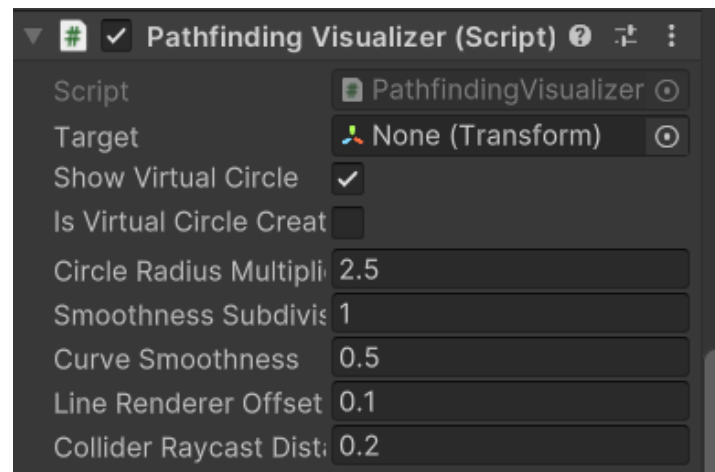 Pathfinding Visualizer (Script)
Script PathfindingVisualizer
Target None (Transform)
Show Virtual Circle
Is Virtual Circle Creat
Circle Radius Multipli 2.5
Smoothness Subdivis 1
Curve Smoothness 0.5
Line Renderer Offset 0.1
Collider Raycast Dista 0.2